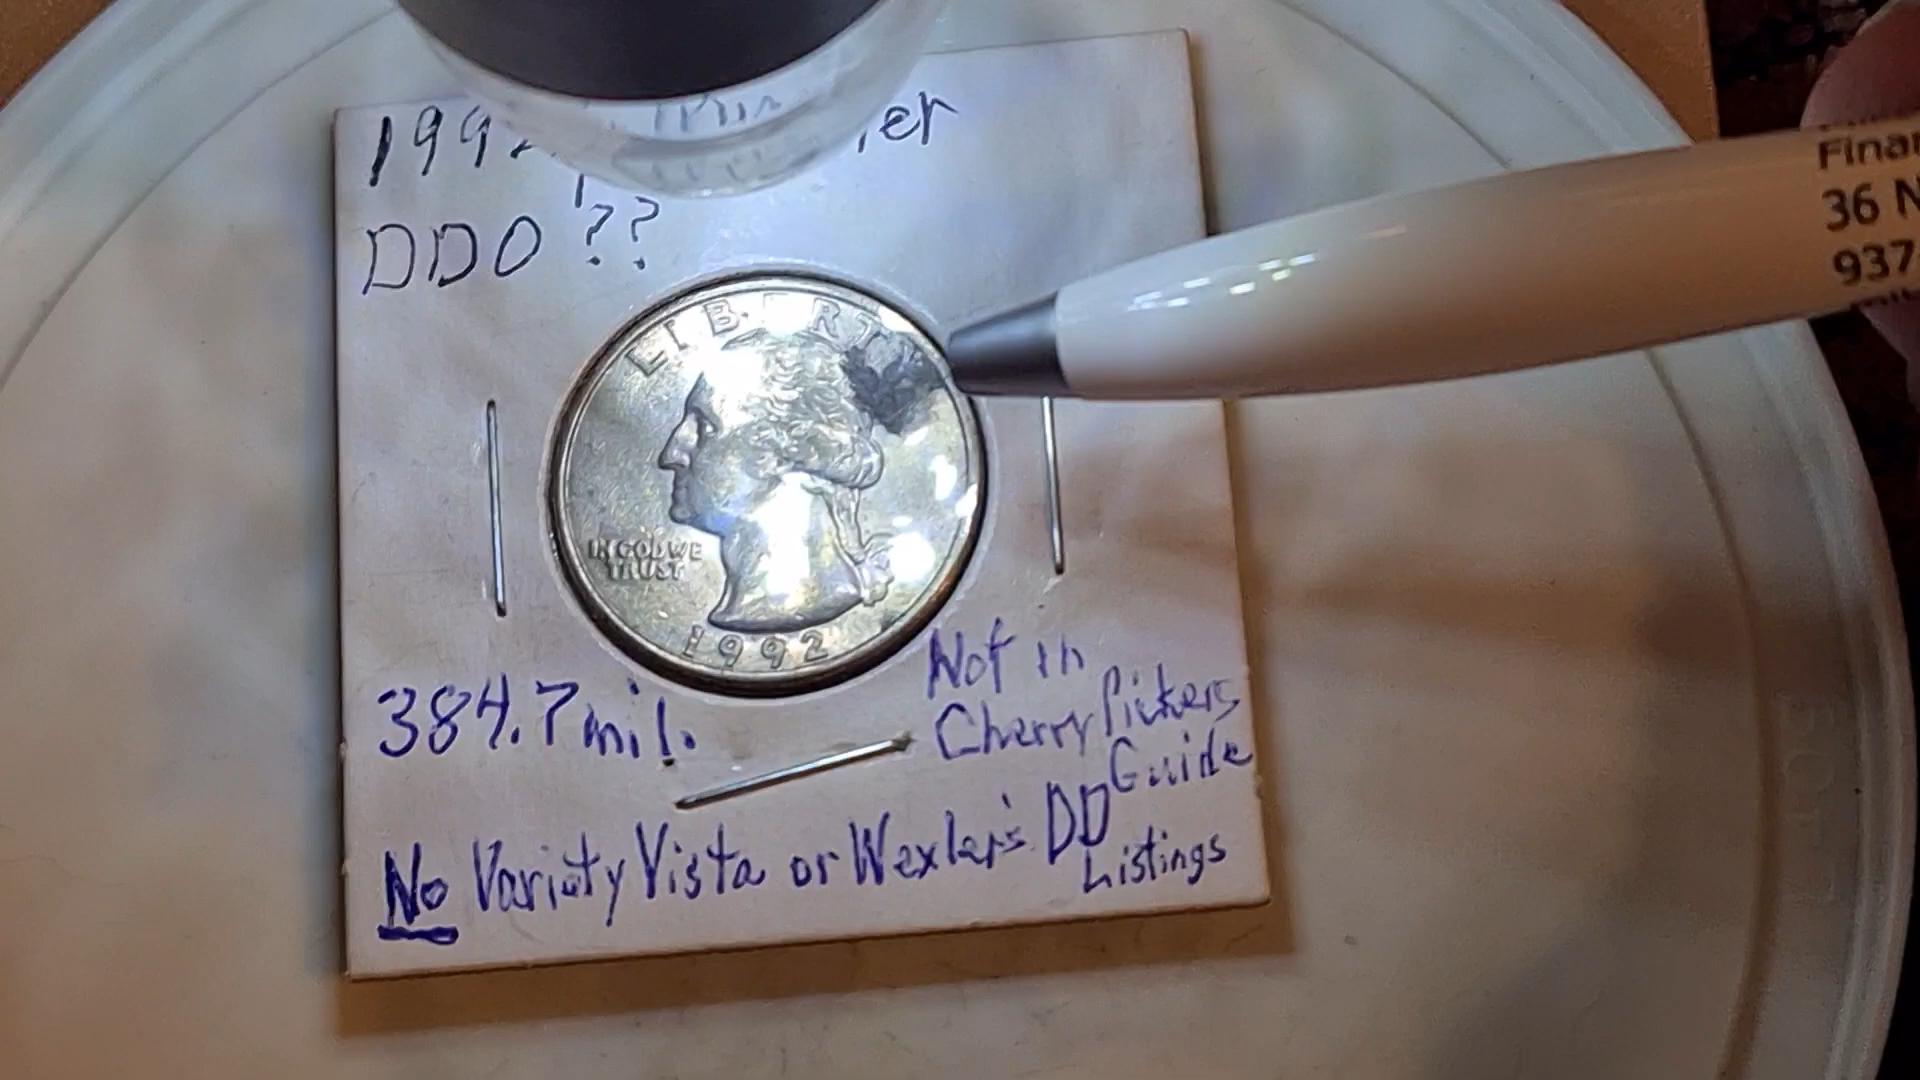 DDO ??
LIBERTY
IN GOD WE
TRUST
1992
384.7 mil.
Not in
Cherry Pickers
Guide
No Variety Vista or Wexler's DD
Listings
36 N
937